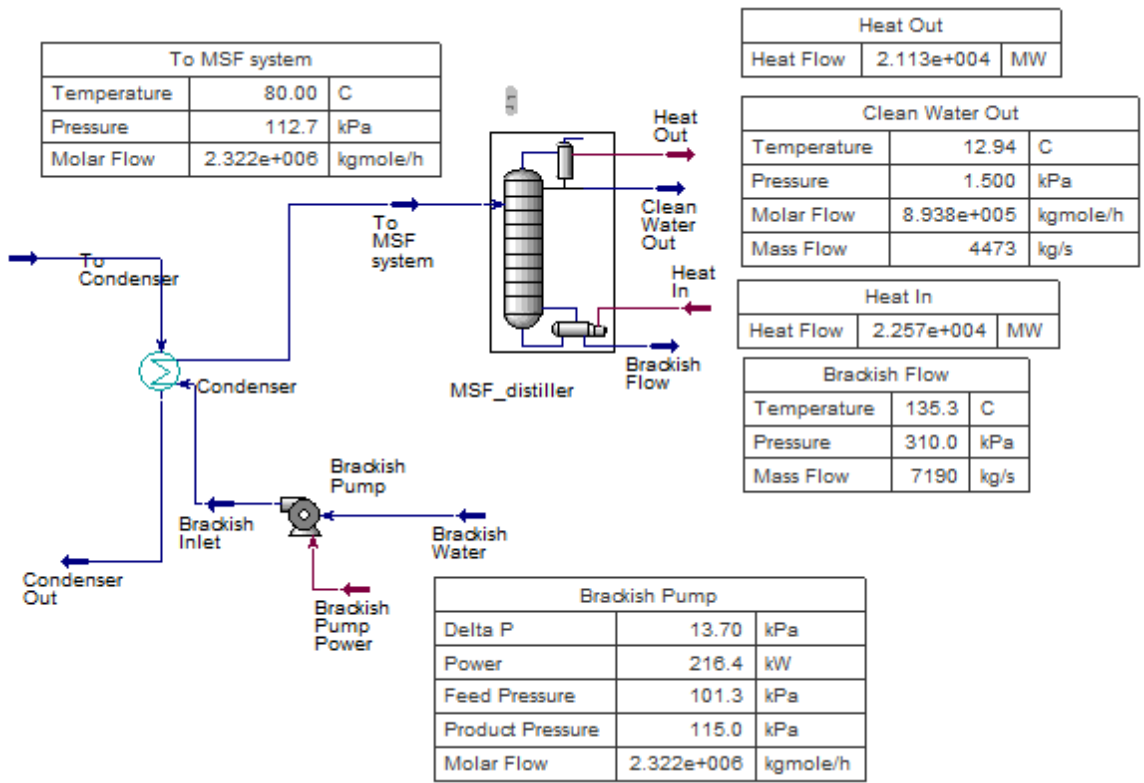 To MSF system
Temperature 80.00 C
Pressure 112.7 kPa
Molar Flow 2.322e+006 kgmole/h
Heat Out
Heat Flow 2.113e+004 MW
Clean Water Out
Temperature 12.94 C
Pressure 1.500 kPa
Molar Flow 8.938e+005 kgmole/h
Mass Flow 4473 kg/s
Heat In
Heat Flow 2.257e+004 MW
Brackish Flow
Temperature 135.3 C
Pressure 310.0 kPa
Mass Flow 7190 kg/s
Heat
Out
Clean
Water
Out
Heat
In
Brackish
Flow
MSF_distiller
To
MSF
system
To
Condenser
Condenser
Brackish
Pump
Brackish
Inlet
Brackish
Water
Condenser
Out
Brackish
Pump
Power
Brackish Pump
Delta P 13.70 kPa
Power 216.4 kW
Feed Pressure 101.3 kPa
Product Pressure 115.0 kPa
Molar Flow 2.322e+006 kgmole/h